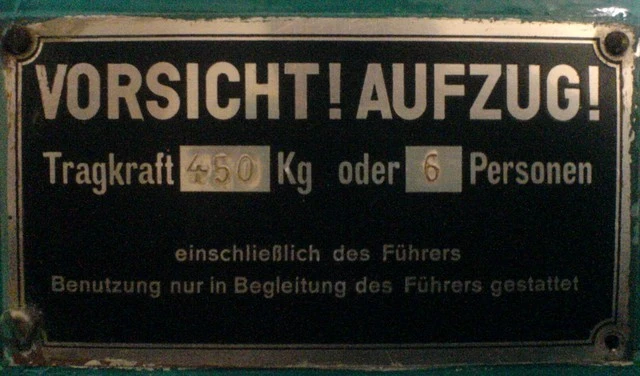 VORSICHT! AUFZUG!
Tragkraft 450 Kg oder 6 Personen
einschließlich des Führers
Benutzung nur in Begleitung des Führers gestattet